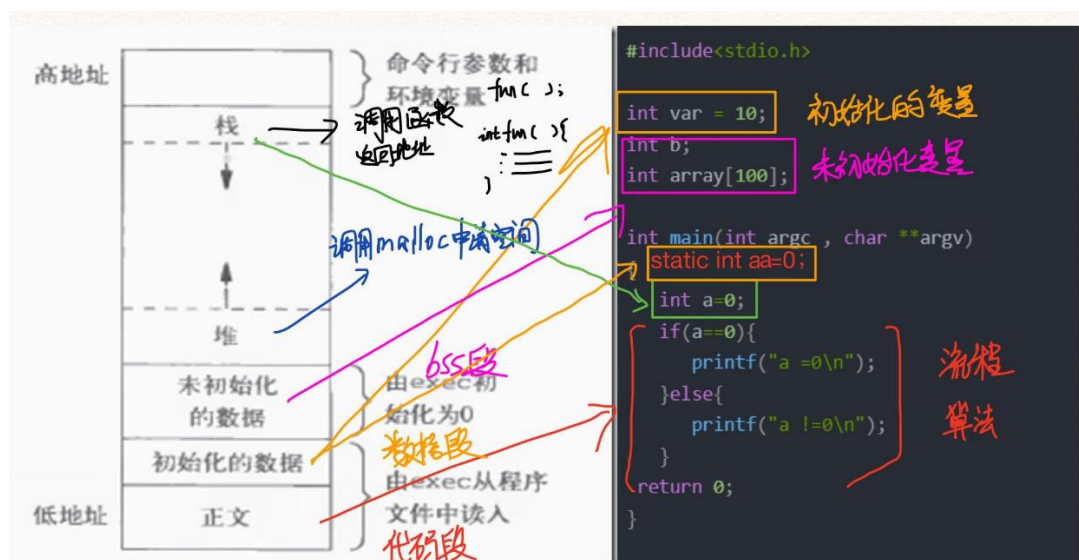 高地址
命令行参数和
环境变量
栈
调用函数
返回地址
func( );
int fun( ){
}
调用malloc申请空间
堆
bss段
未初始化
的数据
由exec初
始化为0
数据段
初始化的数据
由exec从程序
文件中读入
低地址
正文
代码段
#include<stdio.h>
int var = 10;
初始化的变量
int b;
int array[100];
未初始化变量
int main(int argc , char **argv)
{
static int aa=0;
int a=0;
if(a==0){
printf("a =0\n");
}else{
printf("a !=0\n");
}
return 0;
}
流程
算法